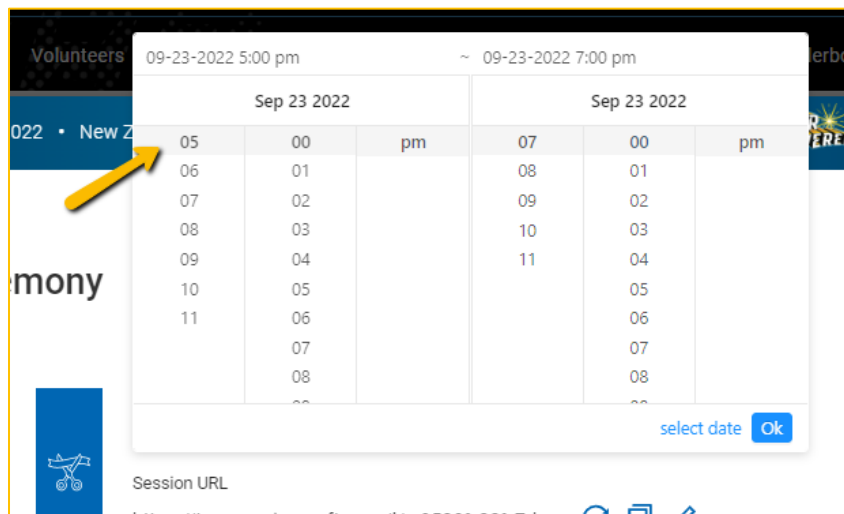 Volunteers
09-23-2022 5:00 pm ~ 09-23-2022 7:00 pm
Sep 23 2022 Sep 23 2022
022 • New Z
05 00 pm 07 00 pm
06 01 08 01
07 02 09 02
08 03 10 03
09 04 11 04
10 05 05
11 06 06
07 07
08 08
mony
select date Ok
Session URL